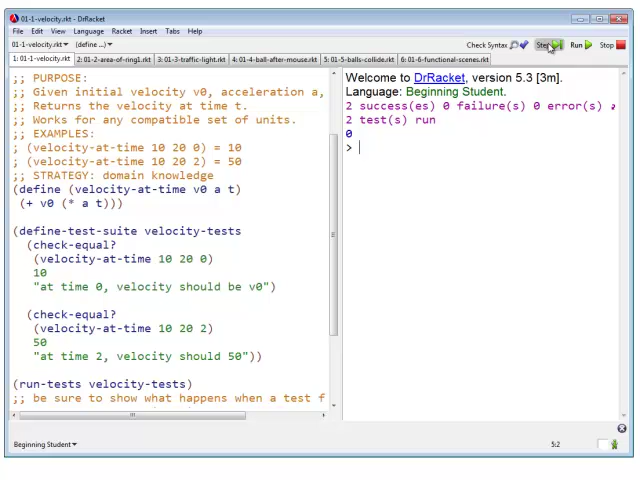 01-1-velocity.rkt - DrRacket
File Edit View Language Racket Insert Tabs Help
01-1-velocity.rkt (define ...) Check Syntax Step Run Stop
1: 01-1-velocity.rkt 2: 01-2-area-of-ring1.rkt 3: 01-3-traffic-light.rkt 4: 01-4-ball-after-mouse.rkt 5: 01-5-balls-collide.rkt 6: 01-6-functional-scenes.rkt
;; PURPOSE:
;; Given initial velocity v0, acceleration a,
;; Returns the velocity at time t.
;; Works for any compatible set of units.
;; EXAMPLES:
; (velocity-at-time 10 20 0) = 10
; (velocity-at-time 10 20 2) = 50
;; STRATEGY: domain knowledge
(define (velocity-at-time v0 a t)
(+ v0 (* a t)))
(define-test-suite velocity-tests
(check-equal?
(velocity-at-time 10 20 0)
10
"at time 0, velocity should be v0")
(check-equal?
(velocity-at-time 10 20 2)
50
"at time 2, velocity should 50"))
(run-tests velocity-tests)
;; be sure to show what happens when a test f
Welcome to DrRacket, version 5.3 [3m].
Language: Beginning Student.
2 success(es) 0 failure(s) 0 error(s)
2 test(s) run
0
>
Beginning Student 5:2